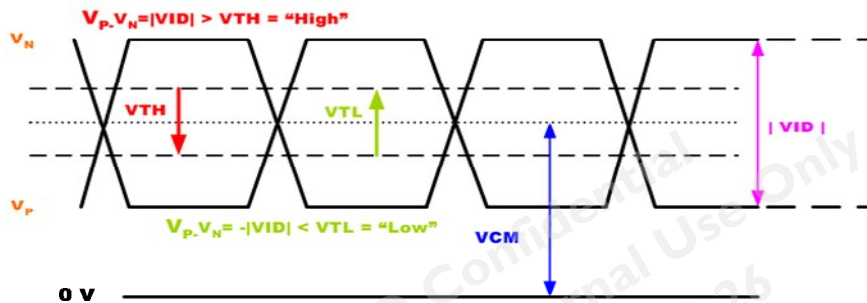 VP-VN=|VID| > VTH = “High”
VN
VTH
VTL
| VID |
VP
VP-VN= -|VID| < VTL = “Low”
VCM
0 V
Confidential
nal Use Only